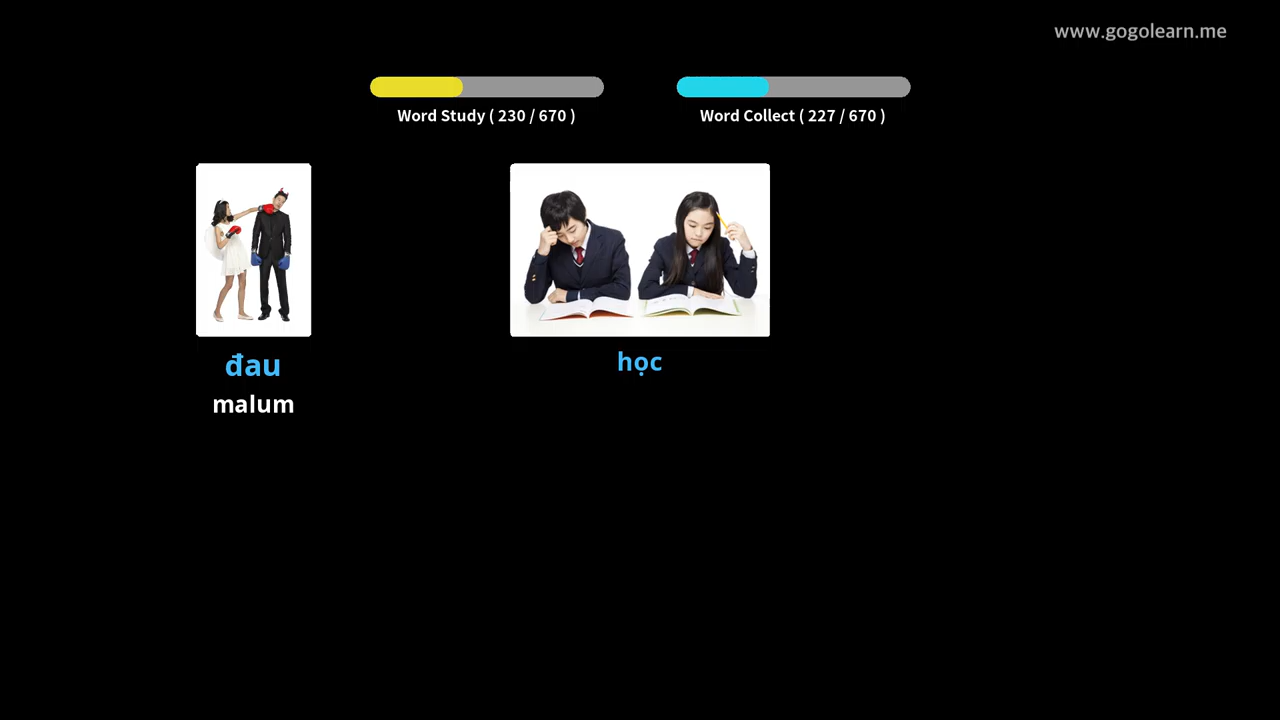 www.gogolearn.me
Word Study ( 230 / 670 )
Word Collect ( 227 / 670 )
đau
malum
học